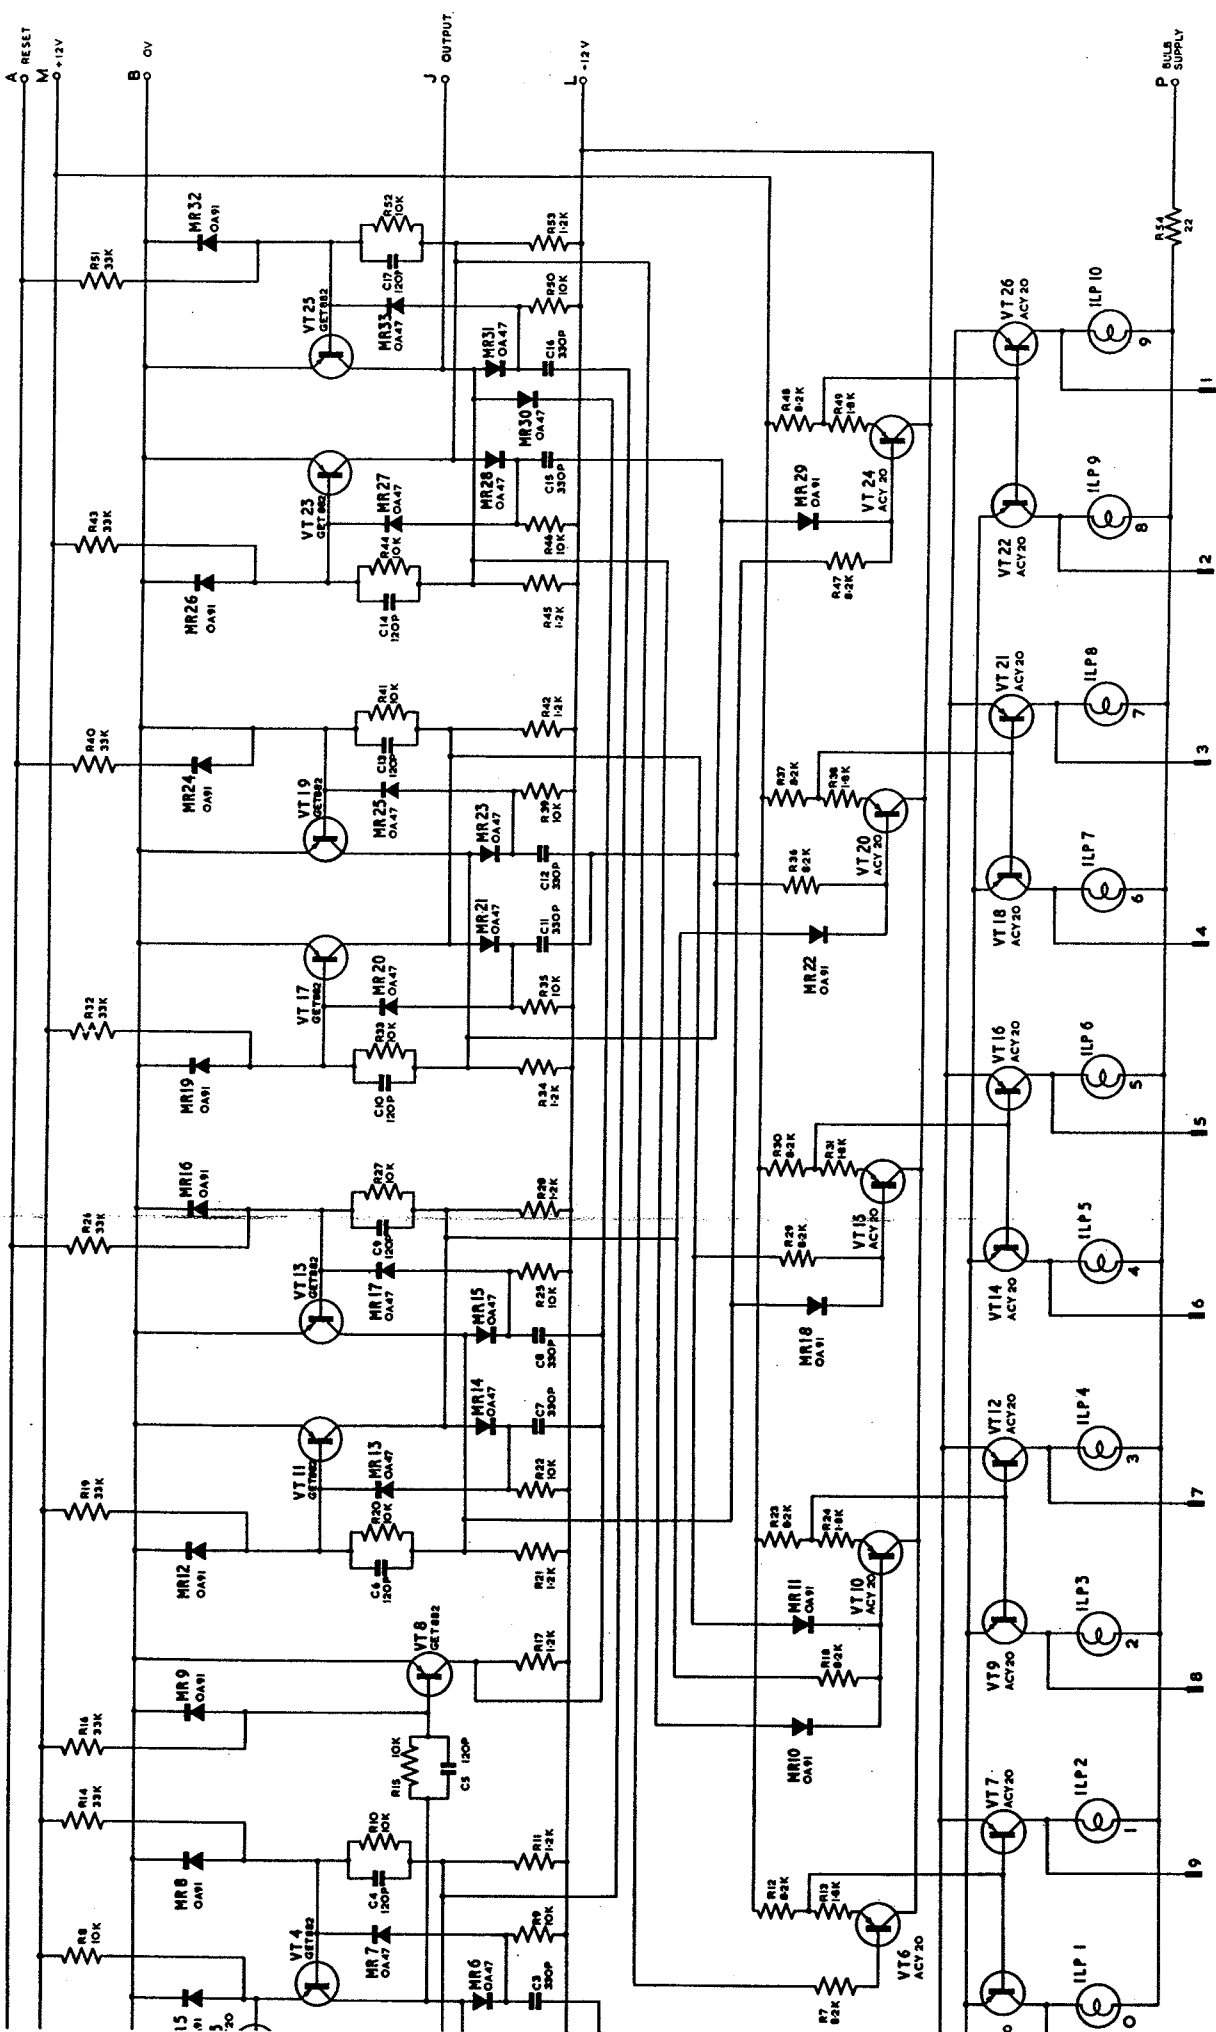 A RESET
M +12V
B 0V
J OUTPUT
L -12V
P BULB SUPPLY
R51 33K
MR32 OA91
R52 10K
C17 120P
R53 1·2K
VT25 GET882
MR33 OA47
R50 10K
MR31 OA47
C16 330P
MR30 OA47
R54 22
VT26 ACY20
ILP10
9
1
R48 8·2K
R49 1·8K
VT24 ACY20
MR29 OA91
R47 8·2K
VT23 GET882
MR27 OA47
MR28 OA47
C15 330P
R46 10K
R43 33K
MR26 OA91
R44 10K
C14 120P
R45 1·2K
VT22 ACY20
ILP9
8
2
R41 10K
C13 120P
R42 1·2K
R40 33K
MR24 OA91
VT19 GET882
MR25 OA47
R39 10K
MR23 OA47
C12 330P
R37 8·2K
R38 1·8K
VT20 ACY20
R36 8·2K
MR22 OA91
VT21 ACY20
ILP8
7
3
VT18 ACY20
ILP7
6
4
MR21 OA47
C11 330P
VT17 GET882
MR20 OA47
R35 10K
R32 33K
MR19 OA91
R33 10K
C10 120P
R34 1·2K
VT16 ACY20
ILP6
5
5
MR16 OA91
R27 10K
C9 120P
R28 1·2K
R26 33K
VT13 GET882
MR17 OA47
R25 10K
MR15 OA47
C8 330P
R30 8·2K
R31 1·8K
VT15 ACY20
R29 8·2K
MR18 OA91
VT14 ACY20
ILP5
4
6
MR14 OA47
C7 330P
VT11 GET882
MR13 OA47
R22 10K
R19 33K
MR12 OA91
R20 10K
C6 120P
R21 1·2K
VT12 ACY20
ILP4
3
7
R23 8·2K
R24 1·8K
VT10 ACY20
MR11 OA91
R18 8·2K
MR10 OA91
VT9 ACY20
ILP3
2
8
VT8 GET882
R17 1·2K
MR9 OA91
R16 33K
R15 10K
C5 120P
R14 33K
MR8 OA91
R10 10K
C4 120P
R11 1·2K
VT7 ACY20
ILP2
1
9
R12 8·2K
R13 1·8K
VT6 ACY20
R7 8·2K
R8 10K
VT4 GET882
MR7 OA47
R9 10K
MR6 OA47
C3 330P
ILP1
0